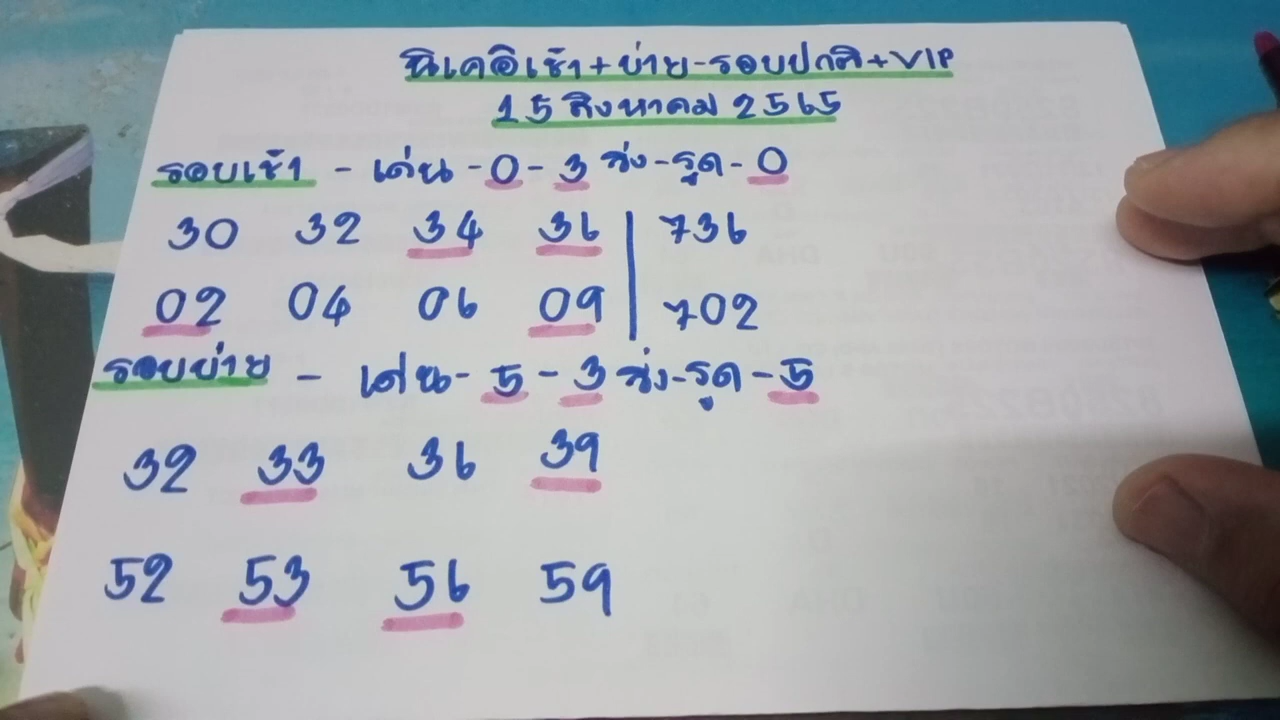 นิเคอิเช้า+บ่าย-รอบปกติ+VIP
15 สิงหาคม 2565
รอบเช้า - เด่น-0-3 วิ่ง-รูด-0
30 32 34 36 | 736
02 04 06 09 | 702
รอบบ่าย - เด่น-5-3 วิ่ง-รูด-5
32 33 36 39
52 53 56 59